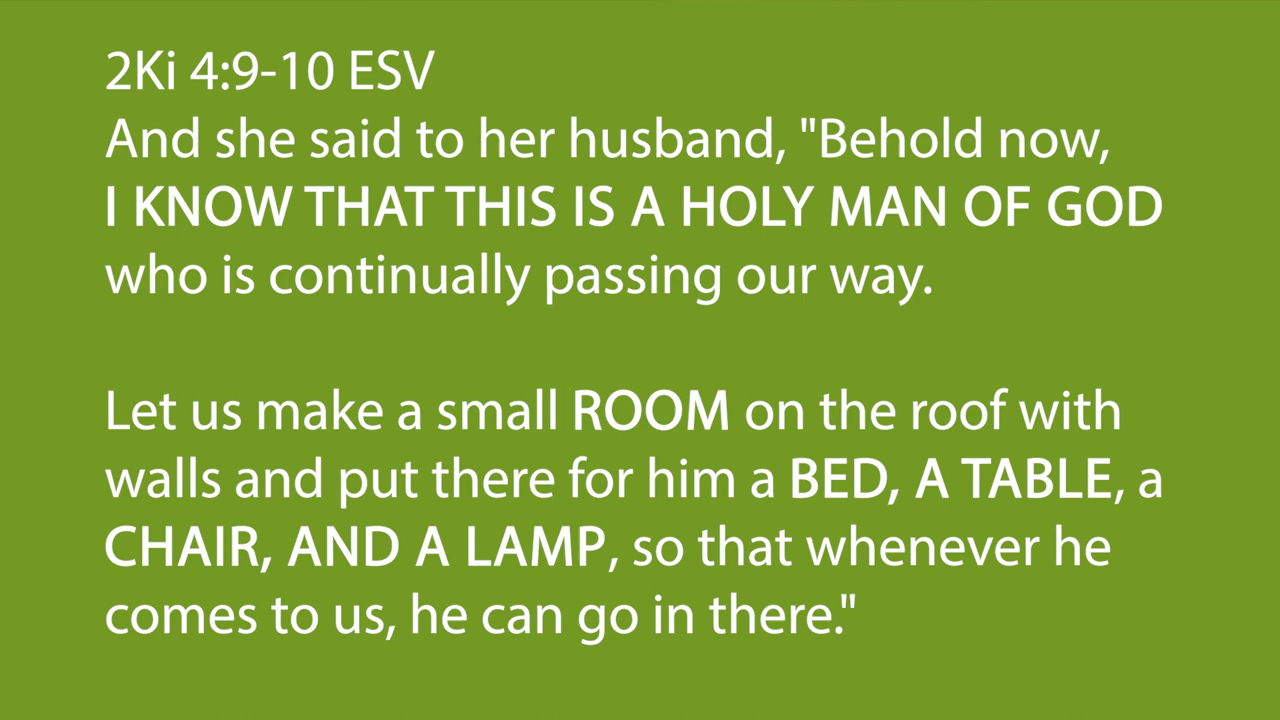 2Ki 4:9-10 ESV
And she said to her husband, "Behold now,
I KNOW THAT THIS IS A HOLY MAN OF GOD
who is continually passing our way.
Let us make a small ROOM on the roof with
walls and put there for him a BED, A TABLE, a
CHAIR, AND A LAMP, so that whenever he
comes to us, he can go in there."